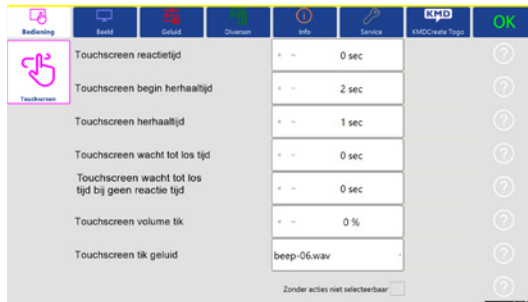 Bediening
Beeld
Geluid
Diversen
Info
Service
KMD
KMDCreate Togo
OK
Touchscreen
Touchscreen reactietijd
+ - 0 sec
?
Touchscreen begin herhaaltijd
+ - 2 sec
?
Touchscreen herhaaltijd
+ - 1 sec
?
Touchscreen wacht tot los tijd
+ - 0 sec
?
Touchscreen wacht tot los
tijd bij geen reactie tijd
+ - 0 sec
?
Touchscreen volume tik
+ - 0 %
?
Touchscreen tik geluid
beep-06.wav
?
Zonder acties niet selecteerbaar
?